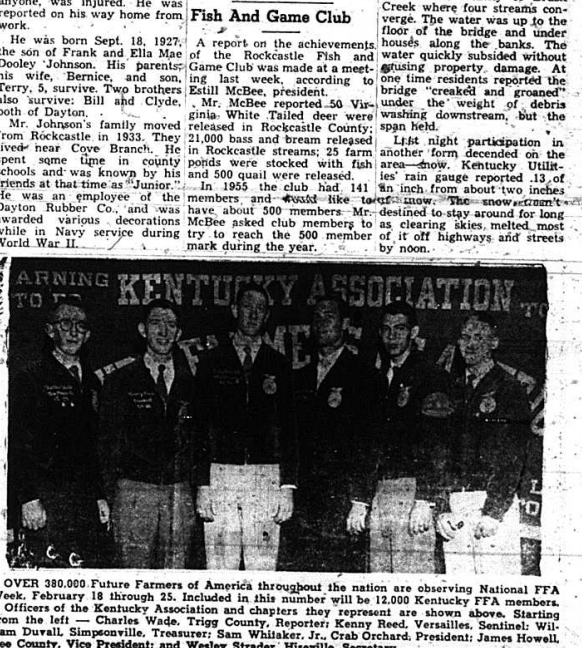 anyone, was injured. He was
reported on his way home from
work.
He was born Sept. 18, 1927,
the son of Frank and Ella Mae
Dooley Johnson. His parents,
his wife, Bernice, and son,
Terry, 5, survive. Two brothers
also survive: Bill and Clyde,
both of Dayton.
Mr. Johnson's family moved
from Rockcastle in 1933. They
lived near Cove Branch. He
spent some time in county
schools and was known by his
friends at that time as "Junior."
He was an employee of the
Dayton Rubber Co., and was
awarded various decorations
while in Navy service during
World War II.
Fish And Game Club
A report on the achievements
of the Rockcastle Fish and
Game Club was made at a meet-
ing last week, according to
Estill McBee, president.
Mr. McBee reported 50 Vir-
ginia White Tailed deer were
released in Rockcastle County;
21,000 bass and bream released
in Rockcastle streams; 25 farm
ponds were stocked with fish
and 500 quail were released.
In 1955 the club had 141
members and would like to
have about 500 members. Mr.
McBee asked club members to
try to reach the 500 member
mark during the year.
Creek where four streams con-
verge. The water was up to the
floor of the bridge and under
houses along the banks. The
water quickly subsided without
causing property damage. At
one time residents reported the
bridge "creaked and groaned"
under the weight of debris
washing downstream, but the
span held.
Last night participation in
another form decended on the
area—snow. Kentucky Utilit-
ies' rain gauge reported .13 of
an inch from about two inches
of snow. The snow wasn't
destined to stay around for long
as clearing skies melted most
of it off highways and streets
by noon.
ARNING
TO
KENTUCKY ASSOCIATION
TO
OVER 380,000 Future Farmers of America throughout the nation are observing National FFA
Week, February 18 through 25. Included in this number will be 12,000 Kentucky FFA members.
Officers of the Kentucky Association and chapters they represent are shown above. Starting
from the left — Charles Wade, Trigg County, Reporter; Kenny Reed, Versailles, Sentinel; Wil-
iam Duvall, Simpsonville, Treasurer; Sam Whitaker, Jr., Crab Orchard; President; James Howell,
ee County, Vice President; and Wesley Strader, Hiseville, Secretary